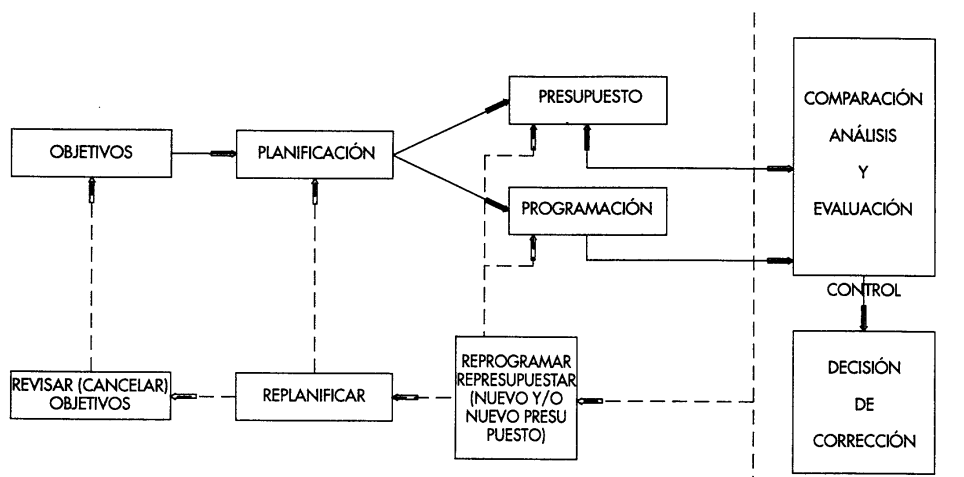 PRESUPUESTO
COMPARACIÓN
ANÁLISIS
Y
EVALUACIÓN
OBJETIVOS
PLANIFICACIÓN
PROGRAMACIÓN
CONTROL
REVISAR (CANCELAR)
OBJETIVOS
REPLANIFICAR
REPROGRAMAR
REPRESUPUESTAR
(NUEVO Y/O
NUEVO PRESU
PUESTO)
DECISIÓN
DE
CORRECCIÓN